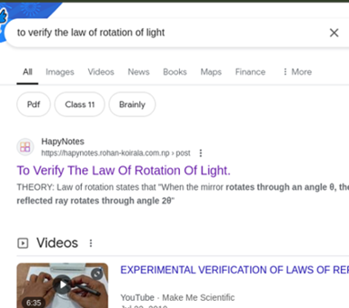 to verify the law of rotation of light
All Images Videos News Books Maps Finance More
Pdf Class 11 Brainly
HapyNotes
https://hapynotes.rohan-koirala.com.np › post
To Verify The Law Of Rotation Of Light.
THEORY: Law of rotation states that "When the mirror rotates through an angle θ, the
reflected ray rotates through angle 2θ"
Videos
EXPERIMENTAL VERIFICATION OF LAWS OF REF
6:35
YouTube · Make Me Scientific